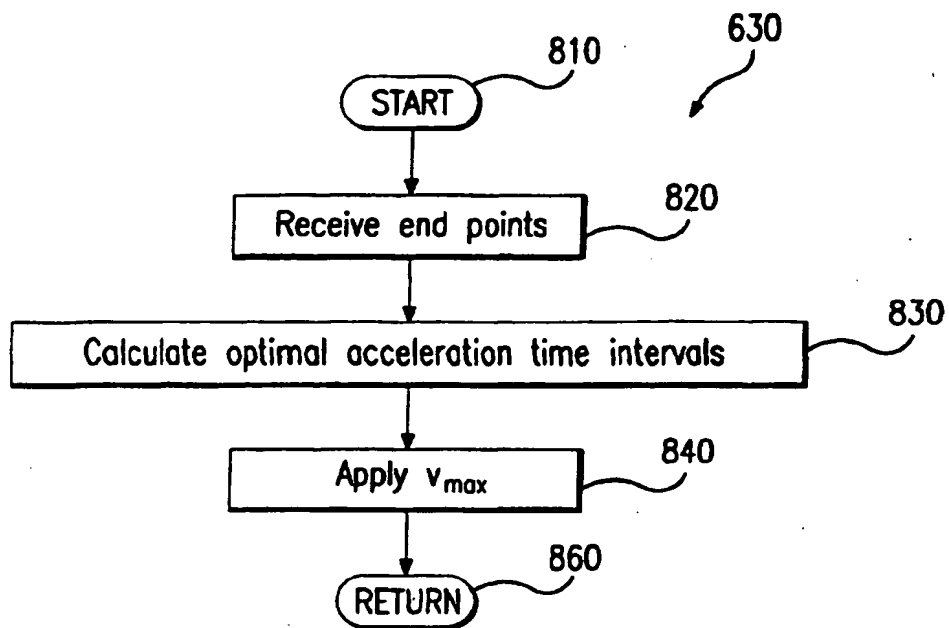 630
810
START
820
Receive end points
830
Calculate optimal acceleration time intervals
840
Apply vmax
860
RETURN